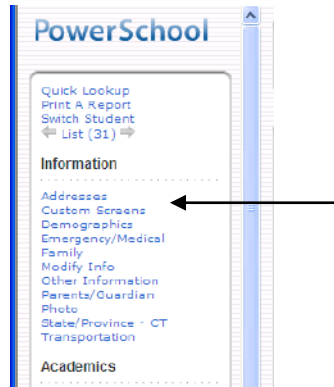 PowerSchool
Quick Lookup
Print A Report
Switch Student
List (31)
Information
Addresses
Custom Screens
Demographics
Emergency/Medical
Family
Modify Info
Other Information
Parents/Guardian
Photo
State/Province - CT
Transportation
Academics